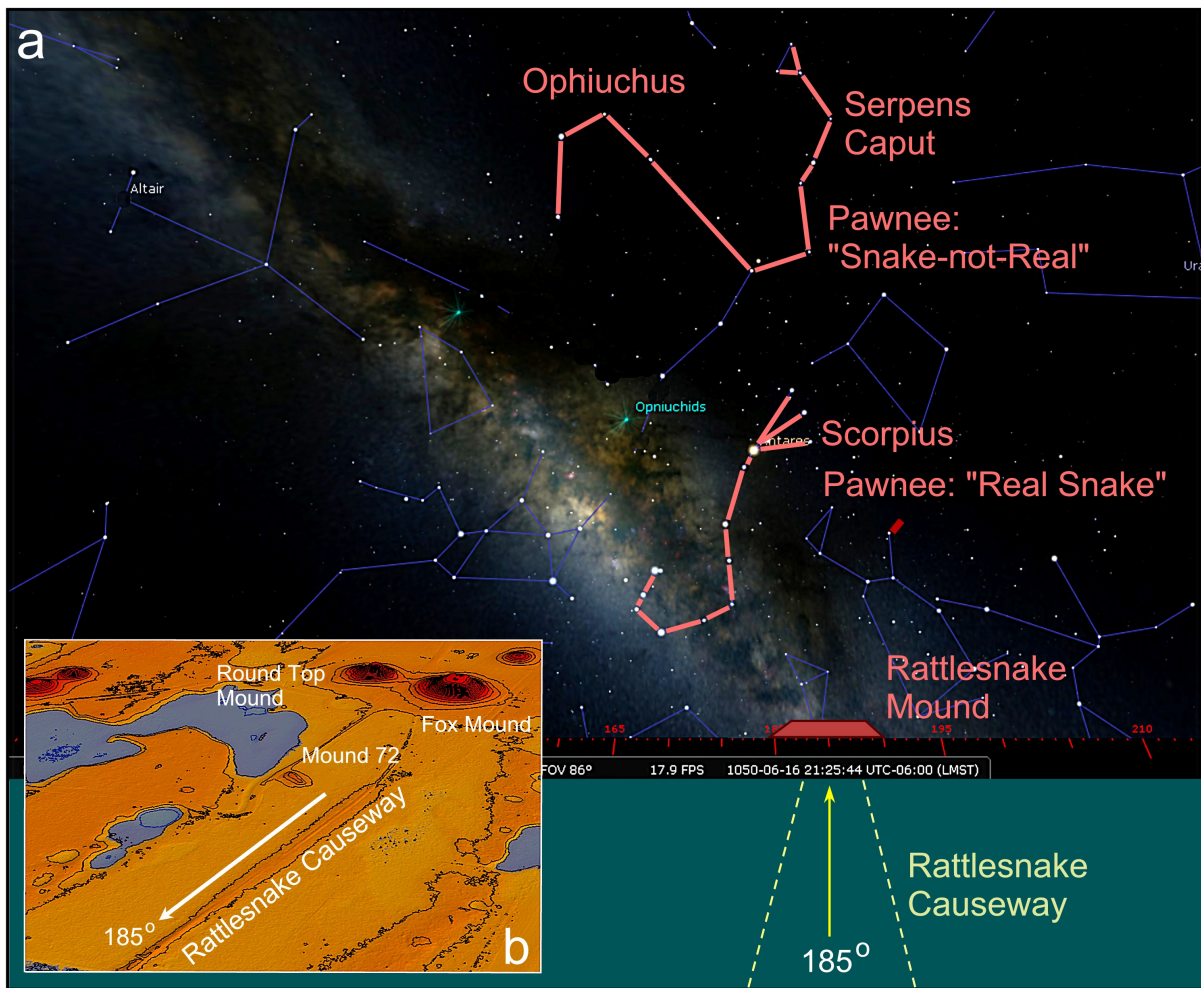 a
Ophiuchus
Serpens
Caput
Altair
Pawnee:
"Snake-not-Real"
Ura
Opniuchids
ntares
Scorpius
Pawnee: "Real Snake"
Rattlesnake
Mound
165
195
210
FOV 86°
17.9 FPS
1050-06-16 21:25:44 UTC-06:00 (LMST)
Round Top
Mound
Fox Mound
Mound 72
Rattlesnake Causeway
185°
b
Rattlesnake
Causeway
185°